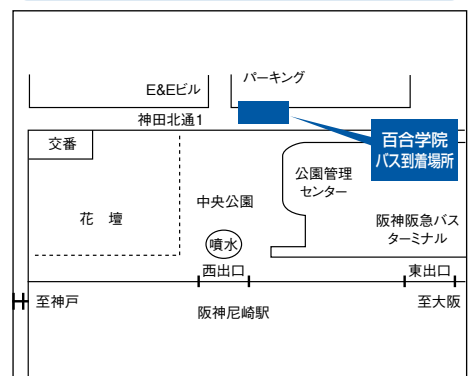 パーキング
E&Eビル
神田北通1
百合学院
バス到着場所
交番
公園管理
センター
中央公園
花 壇
阪神阪急バス
ターミナル
噴水
西出口
東出口
至神戸
至大阪
阪神尼崎駅